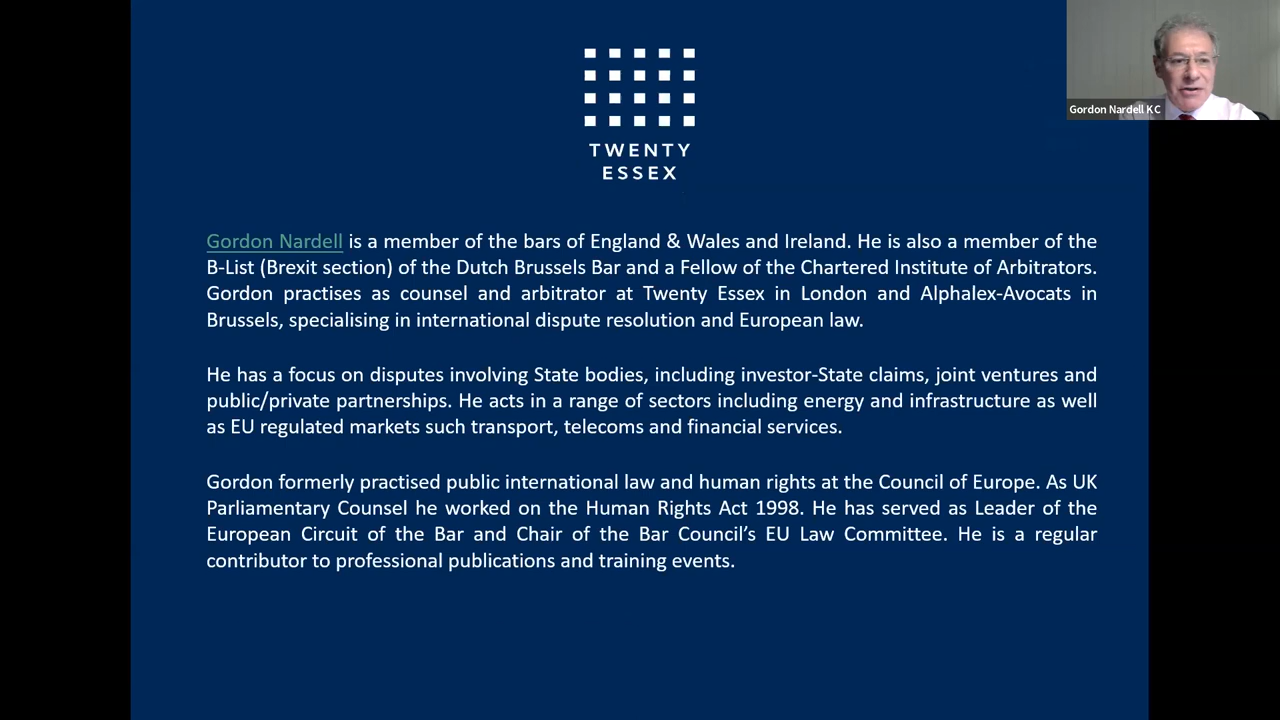 TWENTY
ESSEX
Gordon Nardell KC
Gordon Nardell is a member of the bars of England & Wales and Ireland. He is also a member of the
B-List (Brexit section) of the Dutch Brussels Bar and a Fellow of the Chartered Institute of Arbitrators.
Gordon practises as counsel and arbitrator at Twenty Essex in London and Alphalex-Avocats in
Brussels, specialising in international dispute resolution and European law.
He has a focus on disputes involving State bodies, including investor-State claims, joint ventures and
public/private partnerships. He acts in a range of sectors including energy and infrastructure as well
as EU regulated markets such transport, telecoms and financial services.
Gordon formerly practised public international law and human rights at the Council of Europe. As UK
Parliamentary Counsel he worked on the Human Rights Act 1998. He has served as Leader of the
European Circuit of the Bar and Chair of the Bar Council’s EU Law Committee. He is a regular
contributor to professional publications and training events.